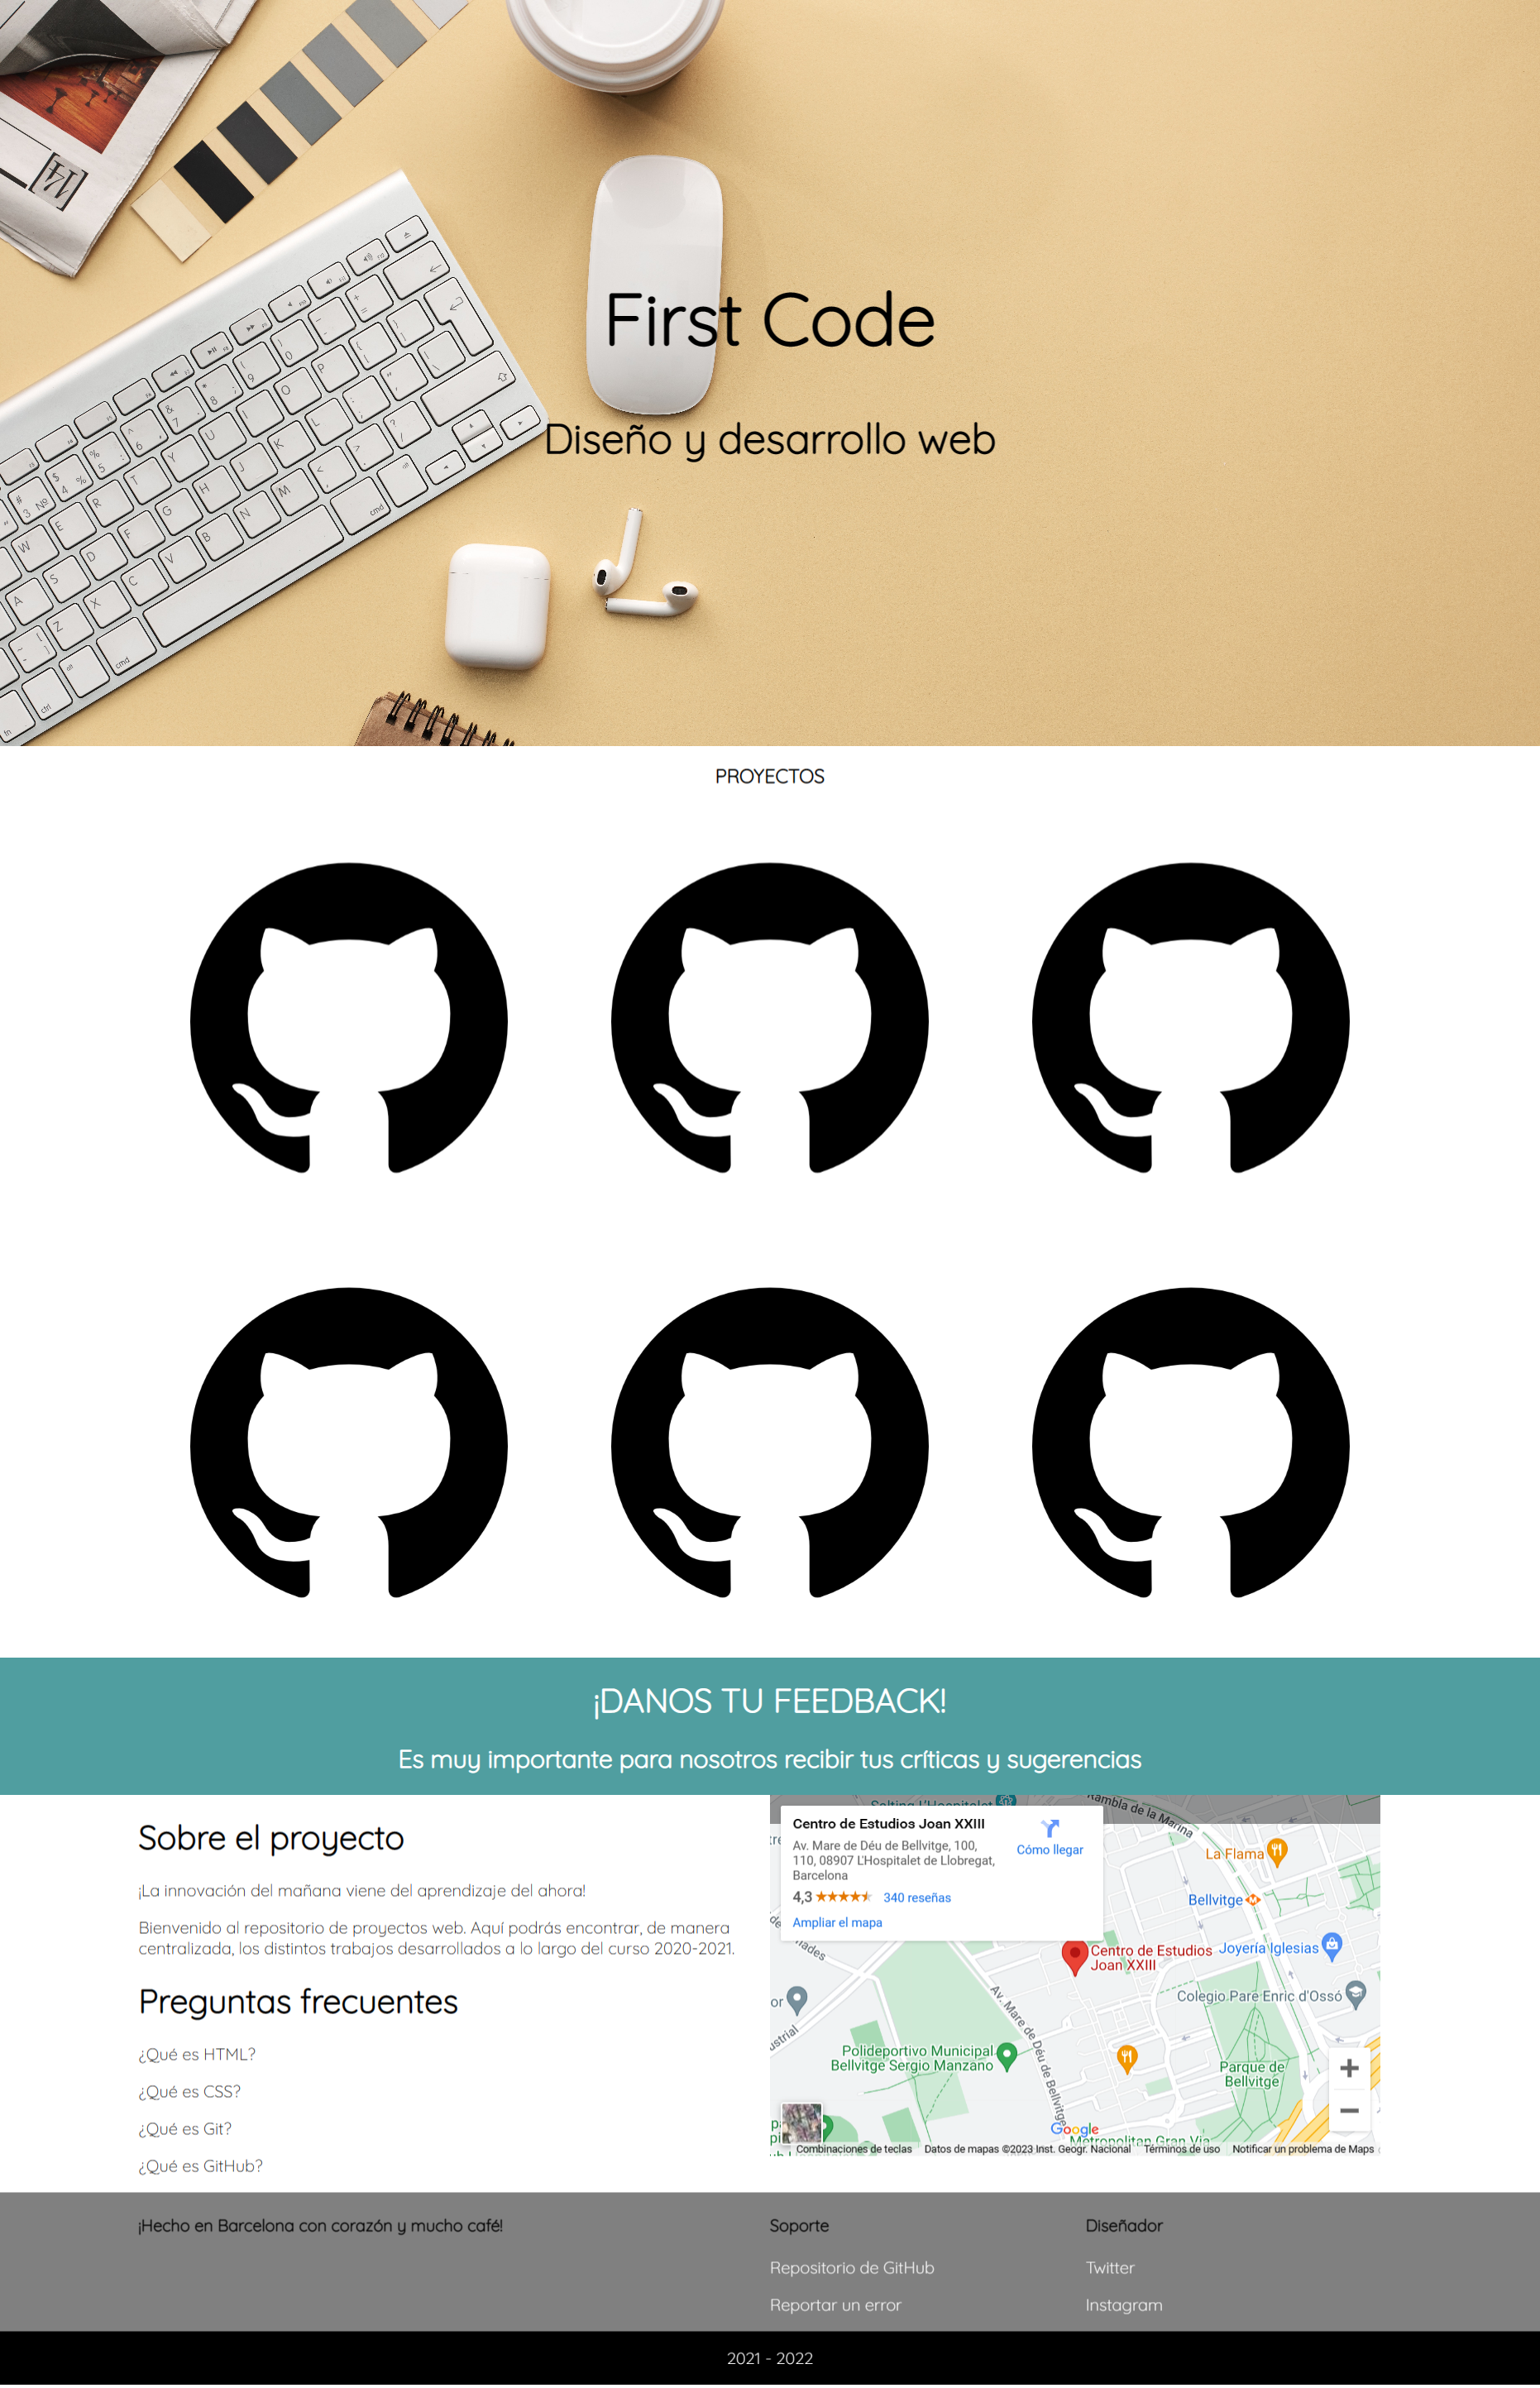 14
First Code
Diseño y desarrollo web
PROYECTOS
¡DANOS TU FEEDBACK!
Es muy importante para nosotros recibir tus críticas y sugerencias
Sobre el proyecto
¡La innovación del mañana viene del aprendizaje del ahora!
Bienvenido al repositorio de proyectos web. Aquí podrás encontrar, de manera
centralizada, los distintos trabajos desarrollados a lo largo del curso 2020-2021.
Preguntas frecuentes
¿Qué es HTML?
¿Qué es CSS?
¿Qué es Git?
¿Qué es GitHub?
Rambla de la Marina
Centro de Estudios Joan XXIII
Av. Mare de Déu de Bellvitge, 100,
110, 08907 L'Hospitalet de Llobregat,
Barcelona
4,3
340 reseñas
Ampliar el mapa
Cómo llegar
La Flama
Bellvitge
Centro de Estudios
Joan XXIII
Joyería Iglesias
Colegio Pare Enric d'Ossó
Av. Mare de Déu de Bellvitge
Polideportivo Municipal
Bellvitge Sergio Manzano
Parque de
Bellvitge
Google
Metropolitan Gran Via
Combinaciones de teclas
Datos de mapas ©2023 Inst. Geogr. Nacional
Términos de uso
Notificar un problema de Maps
¡Hecho en Barcelona con corazón y mucho café!
Soporte
Repositorio de GitHub
Reportar un error
Diseñador
Twitter
Instagram
2021 - 2022